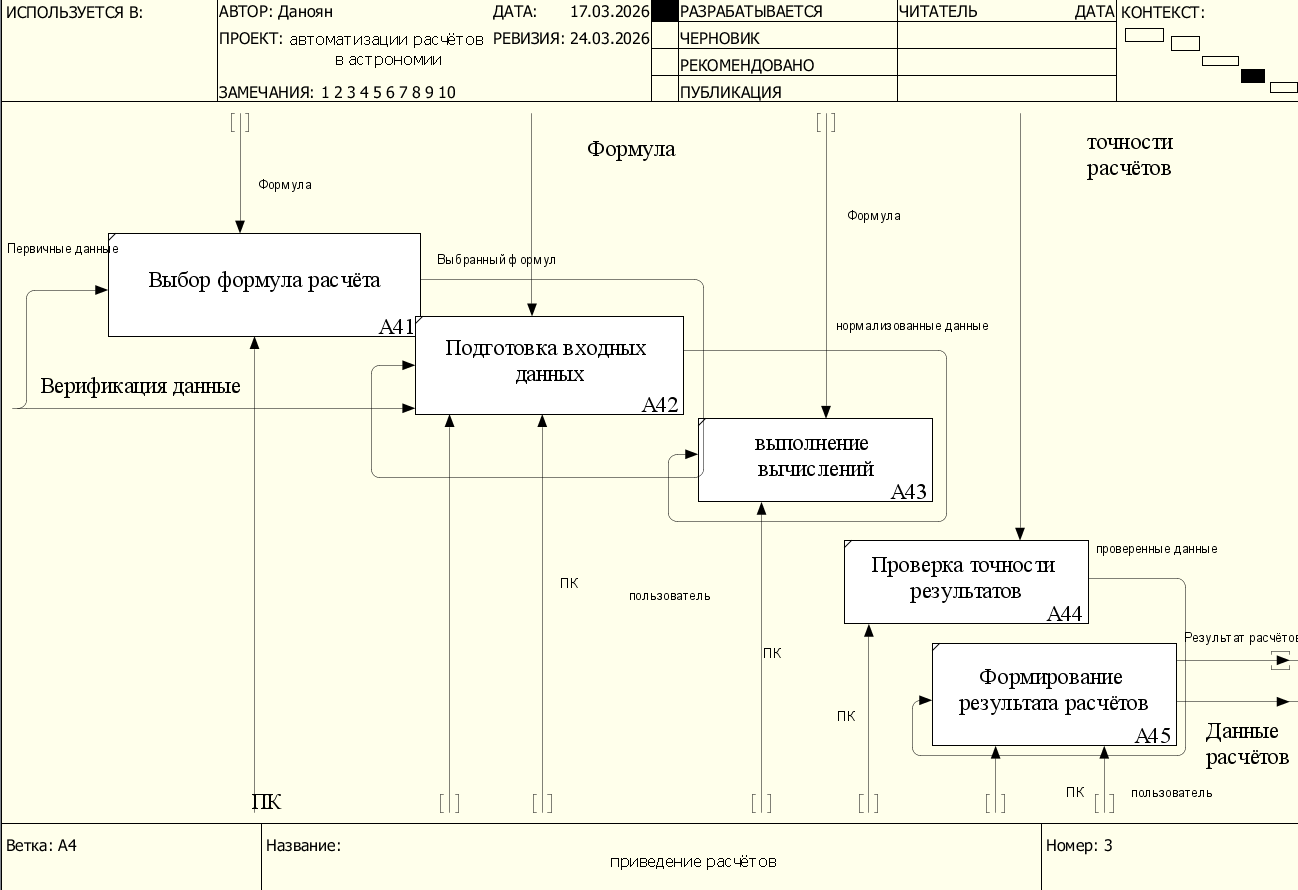 ИСПОЛЬЗУЕТСЯ В:
АВТОР: Даноян
ДАТА: 17.03.2026
ПРОЕКТ: автоматизации расчётов
в астрономии
РЕВИЗИЯ: 24.03.2026
ЗАМЕЧАНИЯ: 1 2 3 4 5 6 7 8 9 10
РАЗРАБАТЫВАЕТСЯ
ЧЕРНОВИК
РЕКОМЕНДОВАНО
ПУБЛИКАЦИЯ
ЧИТАТЕЛЬ
ДАТА
КОНТЕКСТ:
Формула
точности
расчётов
Формула
Формула
Первичные данные
Выбор формула расчёта
A41
Выбранный формул
нормализованные данные
Подготовка входных
данных
A42
Верификация данные
выполнение
вычислений
A43
Проверка точности
результатов
A44
проверенные данные
ПК
пользователь
ПК
ПК
Результат расчётов
Формирование
результата расчётов
A45
Данные
расчётов
ПК
пользователь
ПК
Ветка: A4
Название:
приведение расчётов
Номер: 3